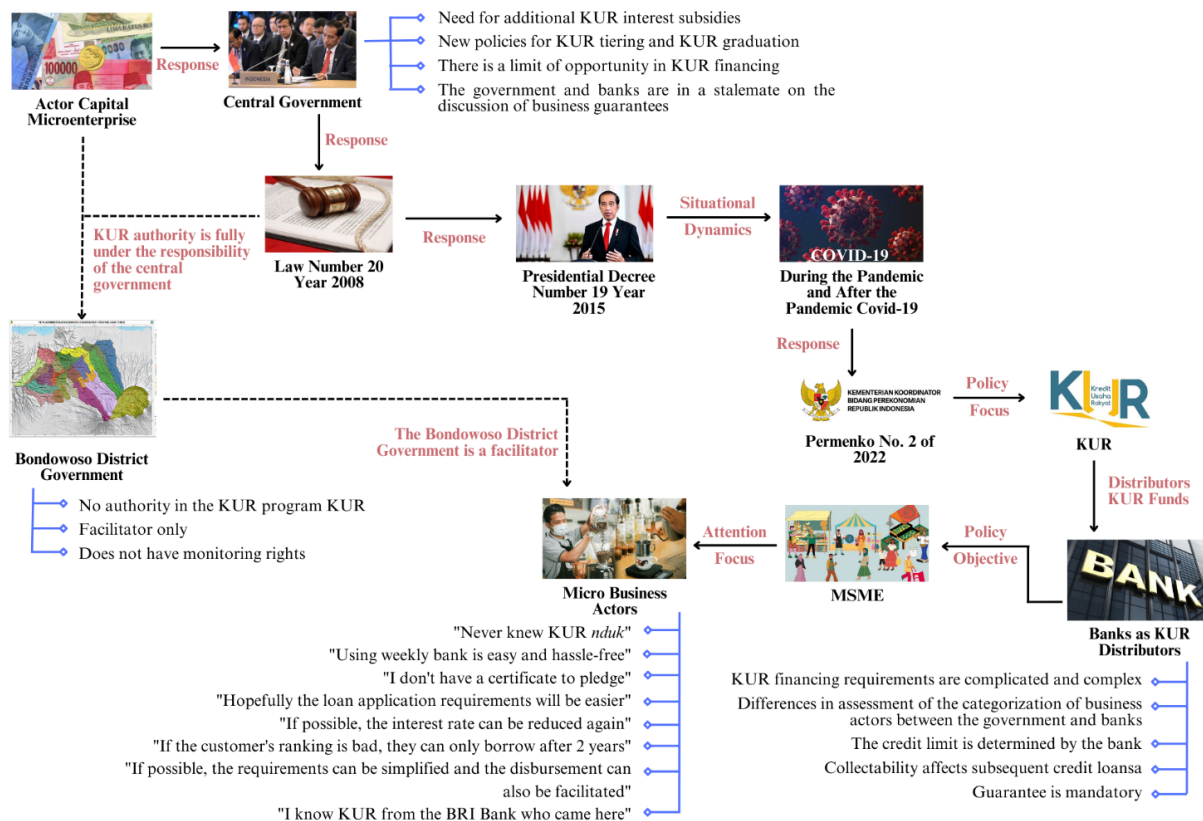 Need for additional KUR interest subsidies
New policies for KUR tiering and KUR graduation
There is a limit of opportunity in KUR financing
The government and banks are in a stalemate on the
discussion of business guarantees
100000
Response
INDONESIA
Actor Capital
Microenterprise
Central Government
Response
KUR authority is fully
under the responsibility
of the central
government
Law Number 20
Year 2008
Response
Presidential Decree
Number 19 Year
2015
Situational
Dynamics
COVID-19
During the Pandemic
and After the
Pandemic Covid-19
Response
KEMENTERIAN KOORDINATOR
BIDANG PEREKONOMIAN
REPUBLIK INDONESIA
Permenko No. 2 of
2022
Policy
Focus
KUR
Kredit
Usaha
Rakyat
KUR
Distributors
KUR Funds
Bondowoso District
Government
No authority in the KUR program KUR
Facilitator only
Does not have monitoring rights
The Bondowoso District
Government is a facilitator
Micro Business
Actors
Attention
Focus
MSME
Policy
Objective
BANK
Banks as KUR
Distributors
"Never knew KUR nduk"
"Using weekly bank is easy and hassle-free"
"I don't have a certificate to pledge"
"Hopefully the loan application requirements will be easier"
"If possible, the interest rate can be reduced again"
"If the customer's ranking is bad, they can only borrow after 2 years"
"If possible, the requirements can be simplified and the disbursement can
also be facilitated"
"I know KUR from the BRI Bank who came here"
KUR financing requirements are complicated and complex
Differences in assessment of the categorization of business
actors between the government and banks
The credit limit is determined by the bank
Collectability affects subsequent credit loansa
Guarantee is mandatory